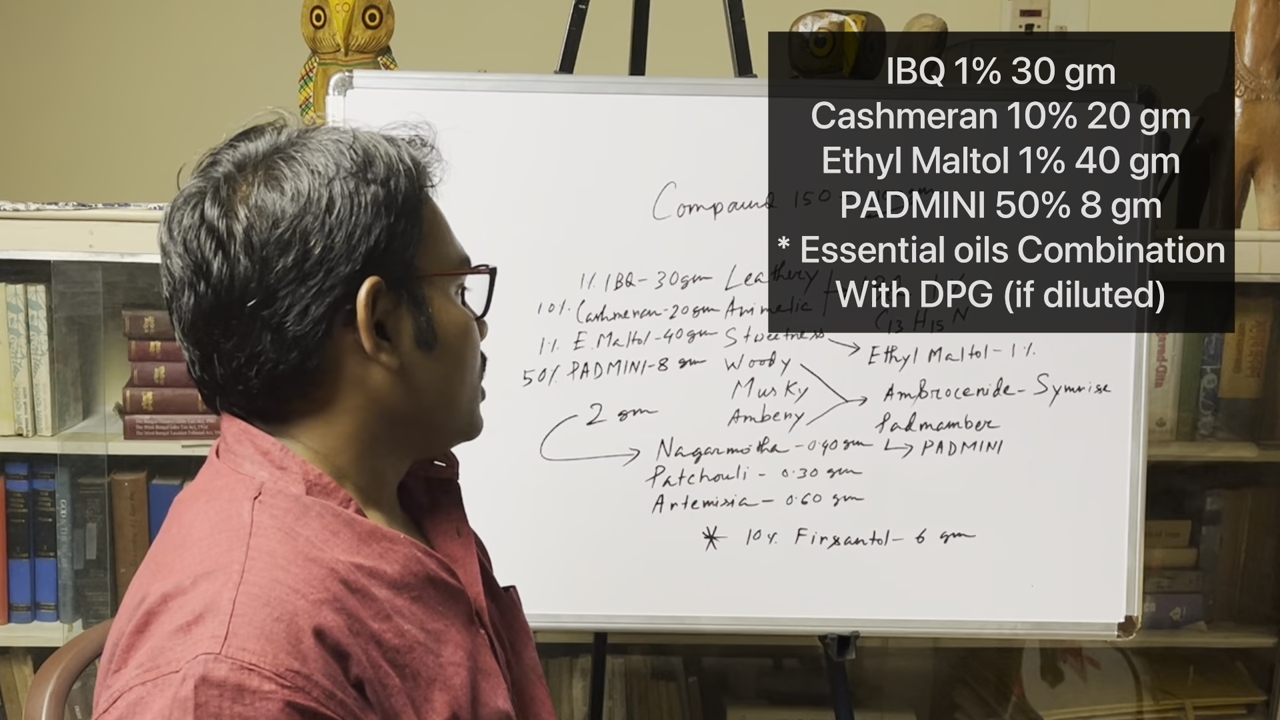 IBQ 1% 30 gm
Cashmeran 10% 20 gm
Ethyl Maltol 1% 40 gm
PADMINI 50% 8 gm
* Essential oils Combination
With DPG (if diluted)
Compound 150
1% IBQ - 30gm Leathery
10% Cashmeran - 20gm Animalic
C13 H15 N
1% E. Maltol - 40gm Sweetness
Ethyl Maltol - 1%
50% PADMINI - 8 gm Woody
Musky
Ambrocenide - Symrise
2 gm
Ambery
Padmamber
Nagarmotha - 0.40 gm
PADMINI
Patchouli - 0.30 gm
Artemisia - 0.60 gm
* 10% Firsantol - 6 gm